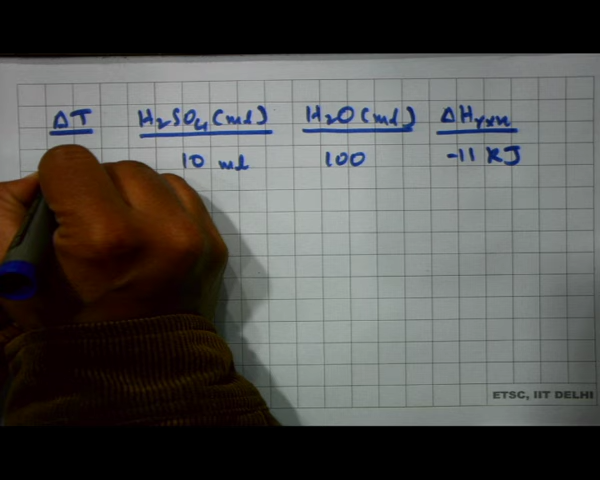 ΔT H₂SO₄(ml) H₂O(ml) ΔHrxn
10 ml 100 -11 KJ
ETSC, IIT DELHI